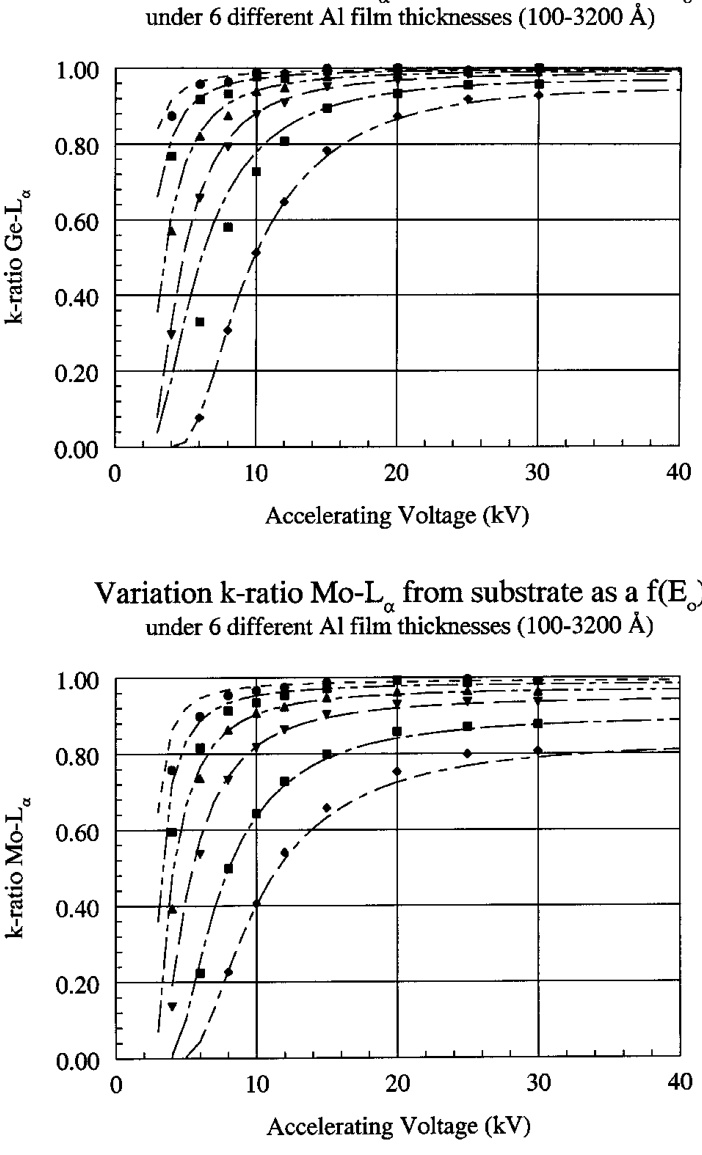 under 6 different Al film thicknesses (100-3200 Å)
1.00
0.80
0.60
0.40
0.20
0.00
k-ratio Ge-Lα
0 10 20 30 40
Accelerating Voltage (kV)
Variation k-ratio Mo-Lα from substrate as a f(Eo)
under 6 different Al film thicknesses (100-3200 Å)
1.00
0.80
0.60
0.40
0.20
0.00
k-ratio Mo-Lα
0 10 20 30 40
Accelerating Voltage (kV)